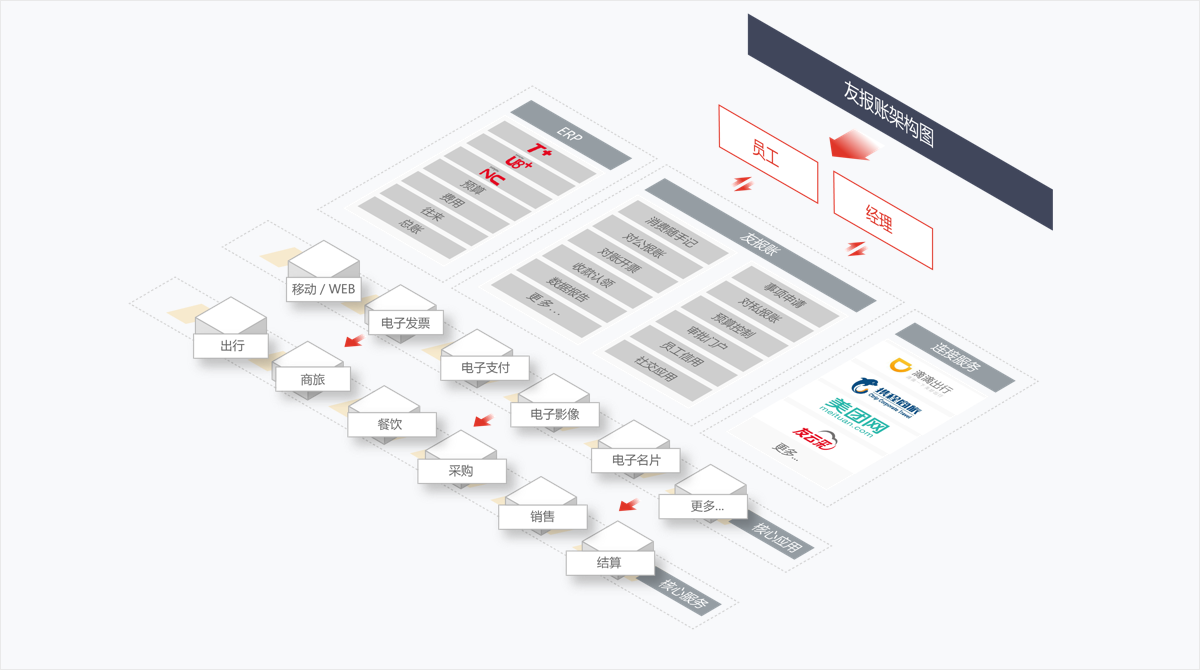 友报账架构图
员工
经理
ERP
T+
U8+
NC
预算
费用
往来
总账
友报账
消费随手记
对公报账
对账开票
收款认领
数据报告
更多...
事项申请
对私报账
预算控制
审批门户
员工信用
社交应用
连接服务
滴滴出行
携程商旅
Ctrip Corporate Travel
美团网
meituan.com
友云采
更多...
移动 / WEB
电子发票
电子支付
电子影像
电子名片
更多...
核心应用
出行
商旅
餐饮
采购
销售
结算
核心服务